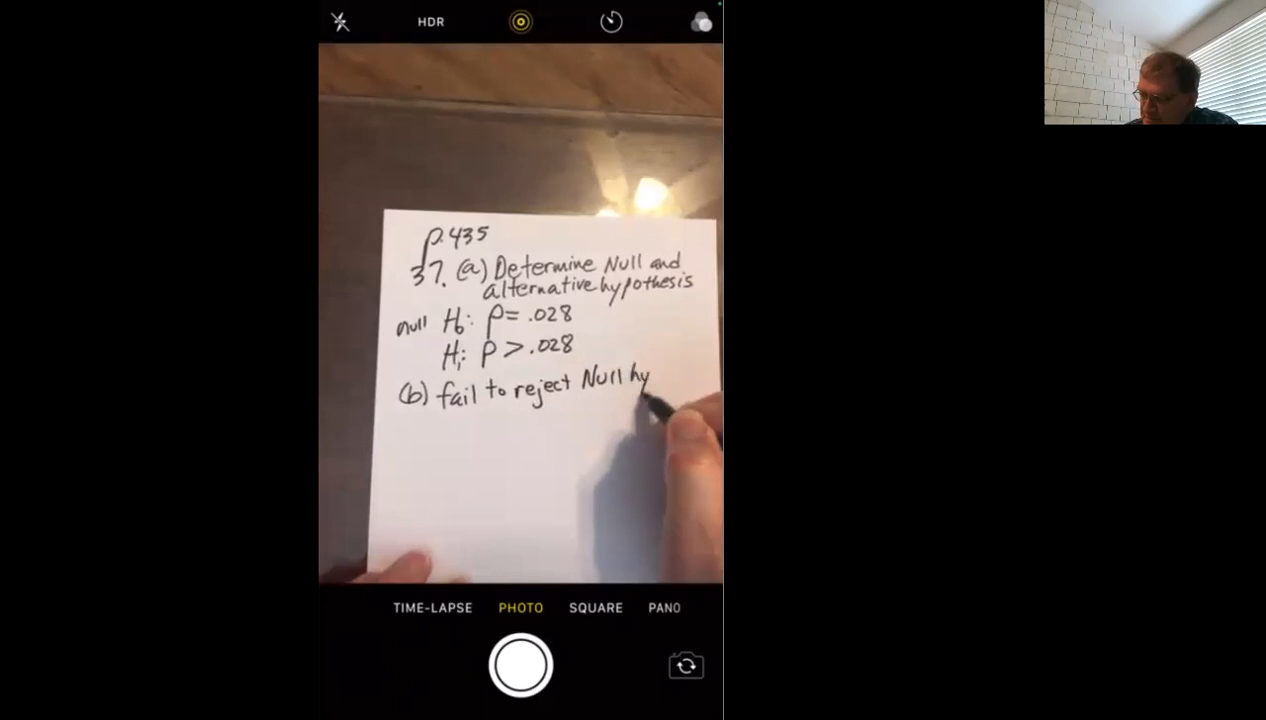 HDR
p.435
37. (a) Determine Null and
alternative hypothesis
null H₀: p = .028
H₁: p > .028
(b) fail to reject Null hy
TIME-LAPSE PHOTO SQUARE PANO